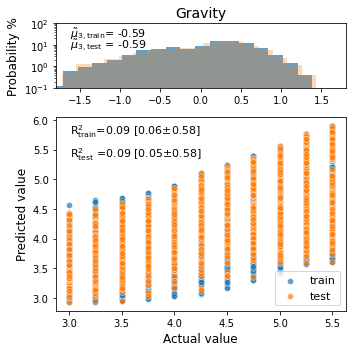 Gravity
Probability %
10² 10¹ 10⁰ 10⁻¹
μ̃₃,train= -0.59
μ̃₃,test = -0.59
−1.5 −1.0 −0.5 0.0 0.5 1.0 1.5
Predicted value
6.0 5.5 5.0 4.5 4.0 3.5 3.0
R²train=0.09 [0.06±0.58]
R²test =0.09 [0.05±0.58]
train
test
3.0 3.5 4.0 4.5 5.0 5.5
Actual value